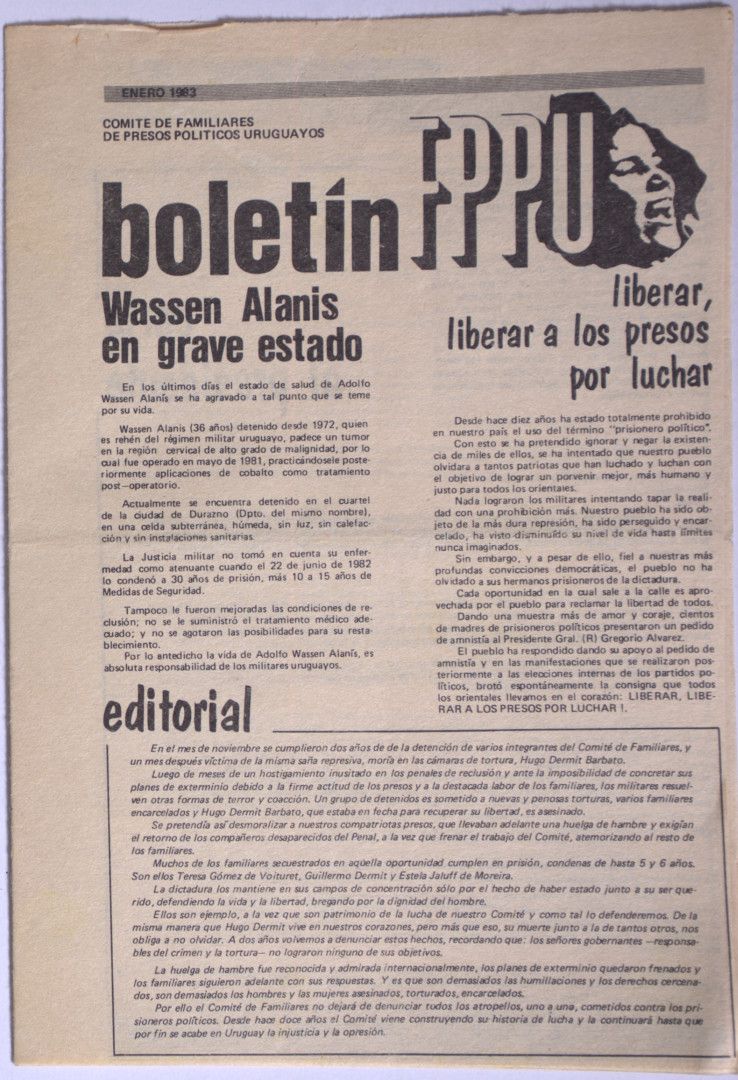 ENERO 1983
COMITE DE FAMILIARES
DE PRESOS POLITICOS URUGUAYOS
boletín FPPU
Wassen Alanis
en grave estado
En los últimos días el estado de salud de Adolfo
Wassen Alanís se ha agravado a tal punto que se teme
por su vida.
Wassen Alanis (36 años) detenido desde 1972, quien
es rehén del régimen militar uruguayo, padece un tumor
en la región cervical de alto grado de malignidad, por lo
cual fue operado en mayo de 1981, practicándosele poste-
riormente aplicaciones de cobalto como tratamiento
post—operatorio.
Actualmente se encuentra detenido en el cuartel
de la ciudad de Durazno (Dpto. del mismo nombre),
en una celda subterránea, húmeda, sin luz, sin calefac-
ción y sin instalaciones sanitarias.
La Justicia militar no tomó en cuenta su enfer-
medad como atenuante cuando el 22 de junio de 1982
lo condenó a 30 años de prisión, más 10 a 15 años de
Medidas de Seguridad.
Tampoco le fueron mejoradas las condiciones de re-
clusión; no se le suministró el tratamiento médico ade-
cuado; y no se agotaron las posibilidades para su resta-
blecimiento.
Por lo antedicho la vida de Adolfo Wassen Alanís, es
absoluta responsabilidad de los militares uruguayos.
liberar,
liberar a los presos
por luchar
Desde hace diez años ha estado totalmente prohibido
en nuestro país el uso del término "prisionero político".
Con esto se ha pretendido ignorar y negar la existen-
cia de miles de ellos, se ha intentado que nuestro pueblo
olvidara a tantos patriotas que han luchado y luchan con
el objetivo de lograr un porvenir mejor, más humano y
justo para todos los orientales.
Nada lograron los militares intentando tapar la reali-
dad con una prohibición más. Nuestro pueblo ha sido ob-
jeto de la más dura represión, ha sido perseguido y encar-
celado, ha visto disminuído su nivel de vida hasta límites
nunca imaginados.
Sin embargo, y a pesar de ello, fiel a nuestras más
profundas convicciones democráticas, el pueblo no ha
olvidado a sus hermanos prisioneros de la dictadura.
Cada oportunidad en la cual sale a la calle es apro-
vechada por el pueblo para reclamar la libertad de todos.
Dando una muestra más de amor y coraje, cientos
de madres de prisioneros políticos presentaron un pedido
de amnistía al Presidente Gral. (R) Gregorio Alvarez.
El pueblo ha respondido dando su apoyo al pedido de
amnistía y en las manifestaciones que se realizaron pos-
teriormente a las elecciones internas de los partidos po-
líticos, brotó espontáneamente la consigna que todos
los orientales llevamos en el corazón: LIBERAR, LIBE-
RAR A LOS PRESOS POR LUCHAR !.
editorial
En el mes de noviembre se cumplieron dos años de de la detención de varios integrantes del Comité de Familiares, y
un mes después víctima de la misma saña represiva, moría en las cámaras de tortura, Hugo Dermit Barbato.
Luego de meses de un hostigamiento inusitado en los penales de reclusión y ante la imposibilidad de concretar sus
planes de exterminio debido a la firme actitud de los presos y a la destacada labor de los familiares, los militares resuel-
ven otras formas de terror y coacción. Un grupo de detenidos es sometido a nuevas y penosas torturas, varios familiares
encarcelados y Hugo Dermit Barbato, que estaba en fecha para recuperar su libertad, es asesinado.
Se pretendía así desmoralizar a nuestros compatriotas presos, que llevaban adelante una huelga de hambre y exigían
el retorno de los compañeros desaparecidos del Penal, a la vez que frenar el trabajo del Comité, atemorizando al resto de
los familiares.
Muchos de los familiares secuestrados en aquella oportunidad cumplen en prisión, condenas de hasta 5 y 6 años.
Son ellos Teresa Gómez de Voituret, Guillermo Dermit y Estela Jaluff de Moreira.
La dictadura los mantiene en sus campos de concentración sólo por el hecho de haber estado junto a su ser que-
rido, defendiendo la vida y la libertad, bregando por la dignidad del hombre.
Ellos son ejemplo, a la vez que son patrimonio de la lucha de nuestro Comité y como tal lo defenderemos. De la
misma manera que Hugo Dermit vive en nuestros corazones, pero más que eso, su muerte junto a la de tantos otros, nos
obliga a no olvidar. A dos años volvemos a denunciar estos hechos, recordando que: los señores gobernantes —responsa-
bles del crimen y la tortura— no lograron ninguno de sus objetivos.
La huelga de hambre fue reconocida y admirada internacionalmente, los planes de exterminio quedaron frenados y
los familiares siguieron adelante con sus respuestas. Y es que son demasiados las humillaciones y los derechos cercena-
dos, son demasiados los hombres y las mujeres asesinados, torturados, encarcelados.
Por ello el Comité de Familiares no dejará de denunciar todos los atropellos, uno a uno, cometidos contra los pri-
sioneros políticos. Desde hace doce años el Comité viene construyendo su historia de lucha y la continuará hasta que
por fin se acabe en Uruguay la injusticia y la opresión.